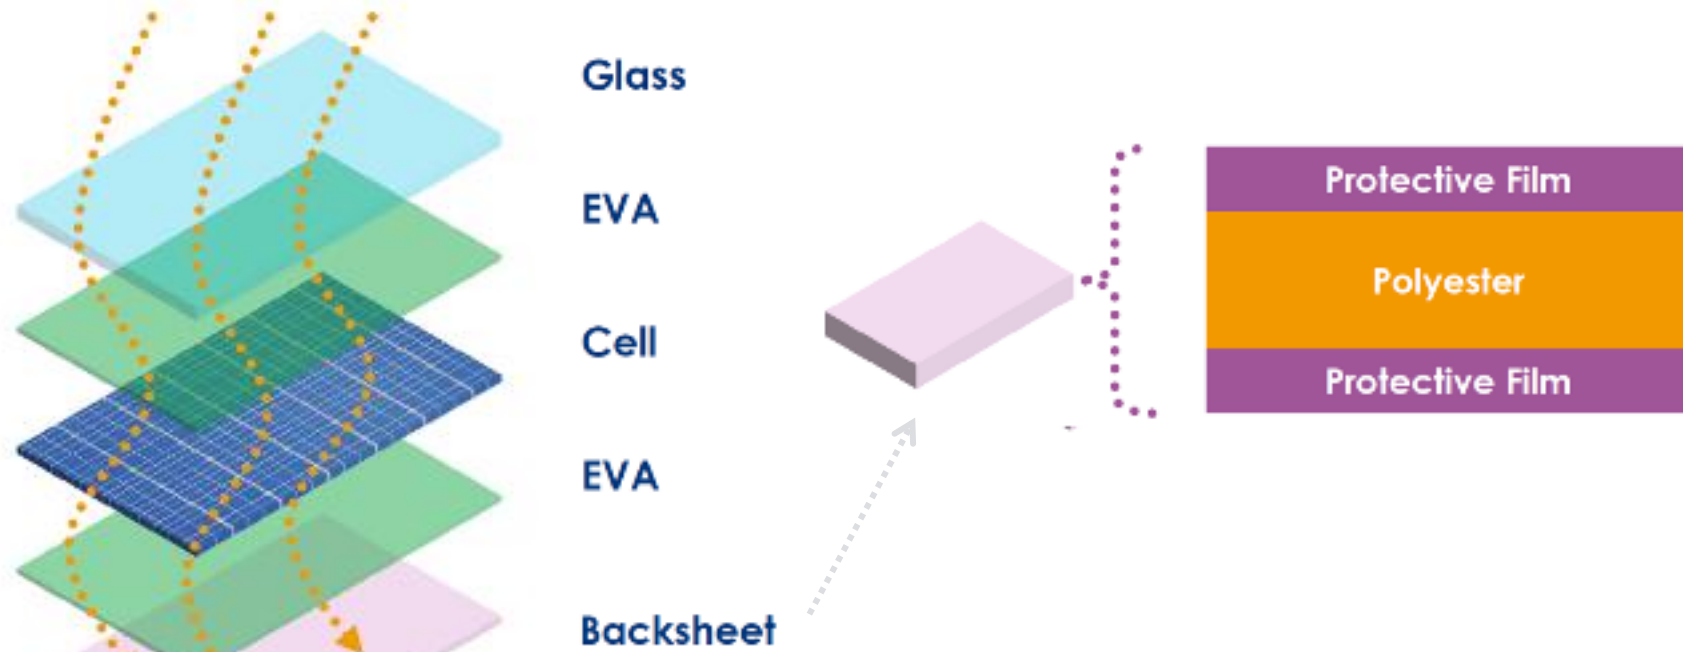 Glass
EVA
Cell
EVA
Backsheet
Protective Film
Polyester
Protective Film